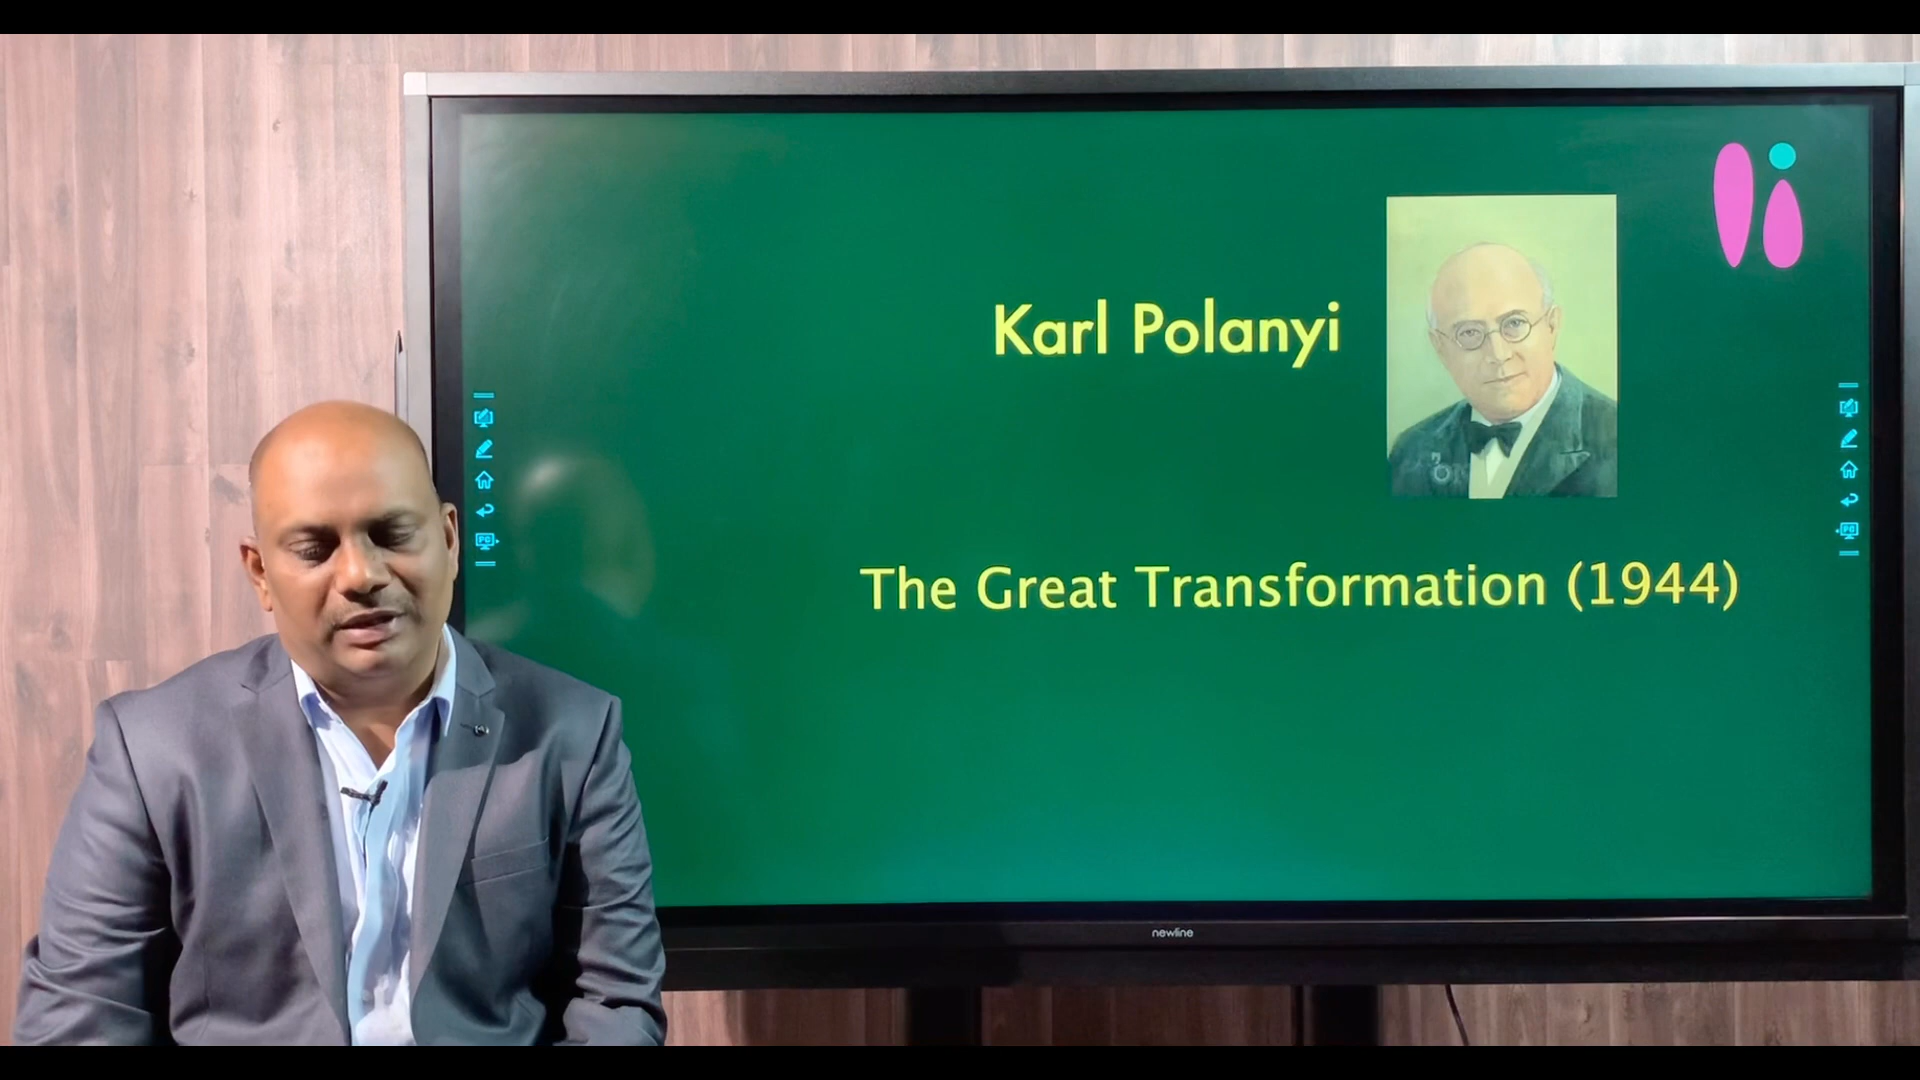 Karl Polanyi
The Great Transformation (1944)
newline